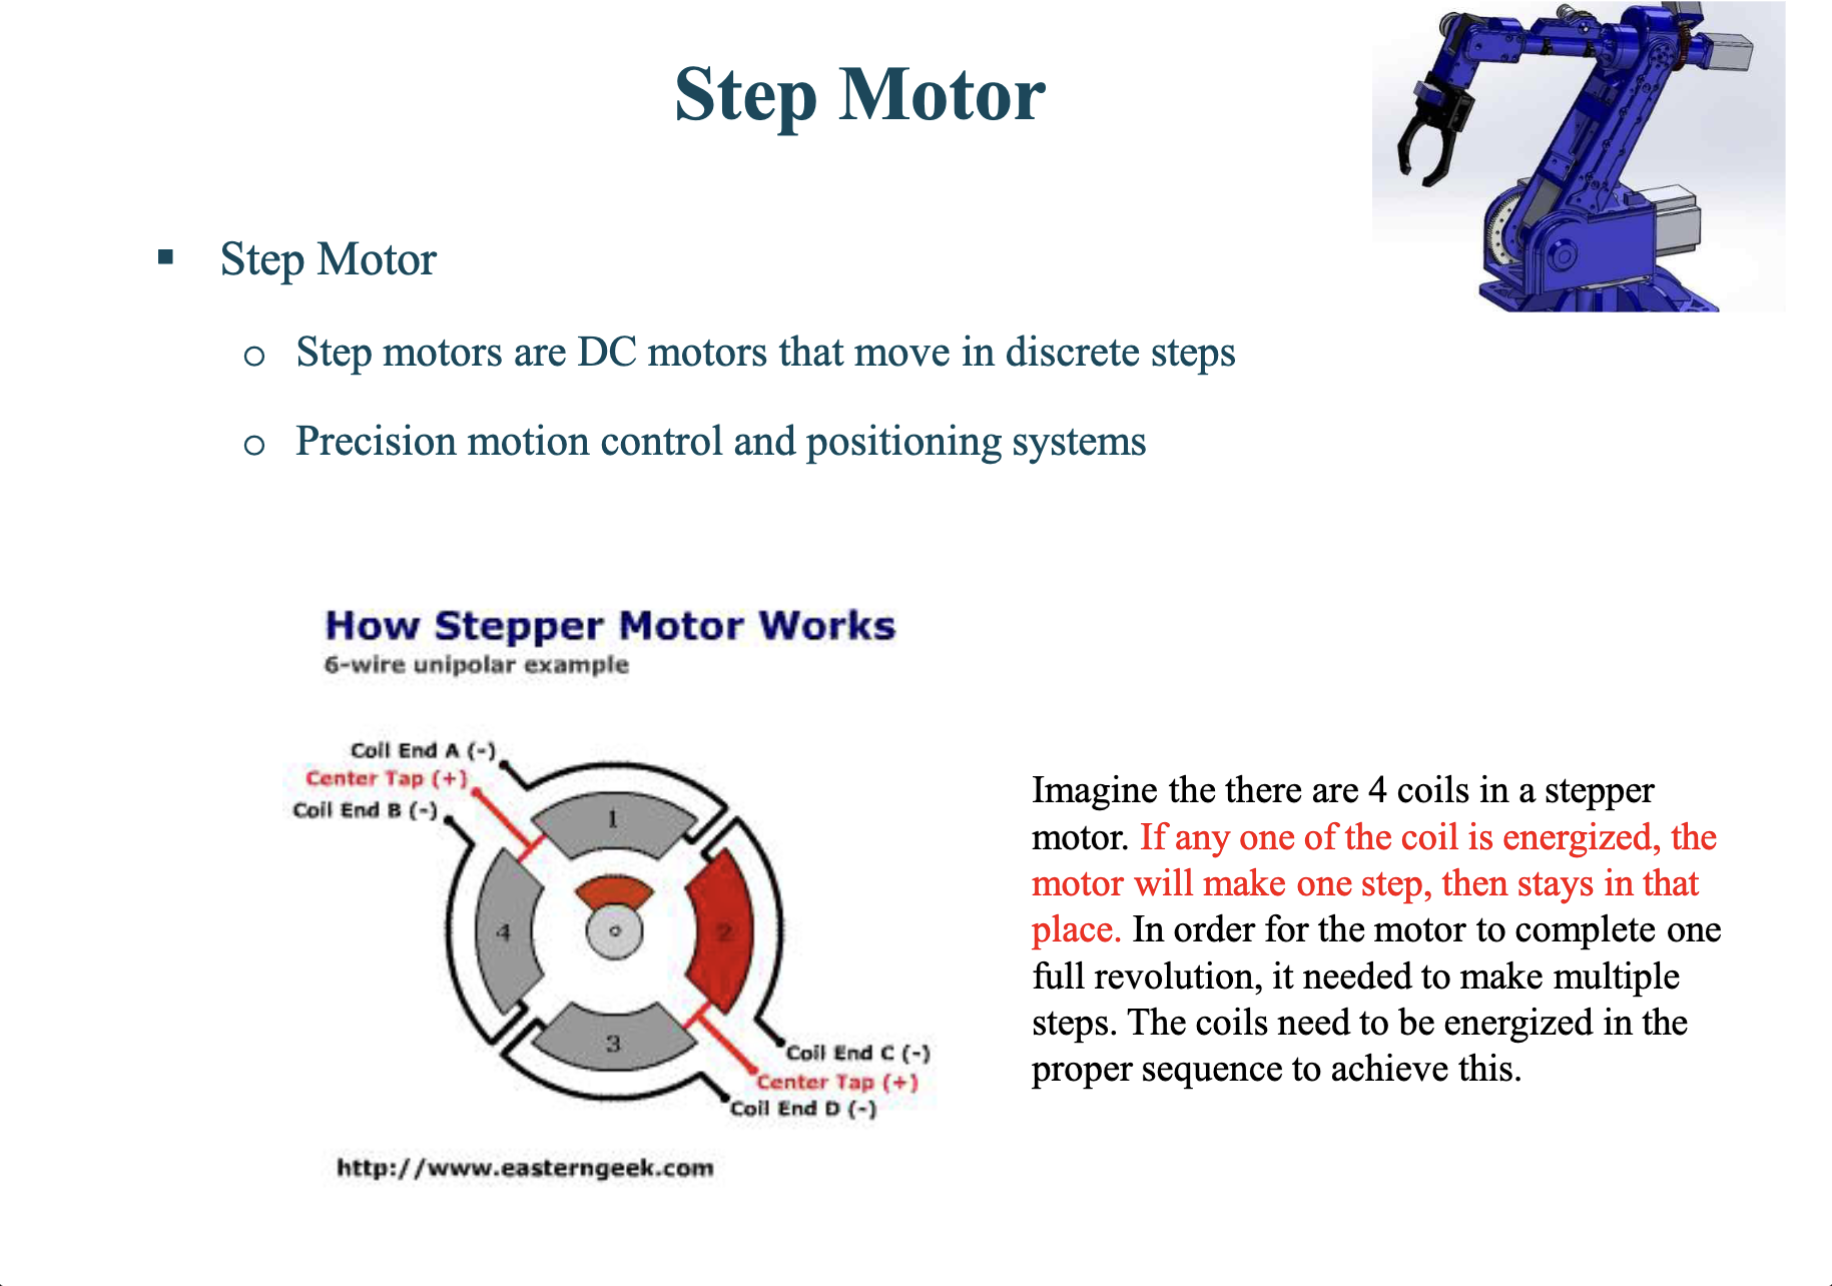 Step Motor
Step Motor
Step motors are DC motors that move in discrete steps
Precision motion control and positioning systems
How Stepper Motor Works
6-wire unipolar example
Coil End A (-)
Center Tap (+)
Coil End B (-)
1
2
4
3
Coil End C (-)
Center Tap (+)
Coil End D (-)
http://www.easterngeek.com
Imagine the there are 4 coils in a stepper
motor. If any one of the coil is energized, the
motor will make one step, then stays in that
place. In order for the motor to complete one
full revolution, it needed to make multiple
steps. The coils need to be energized in the
proper sequence to achieve this.